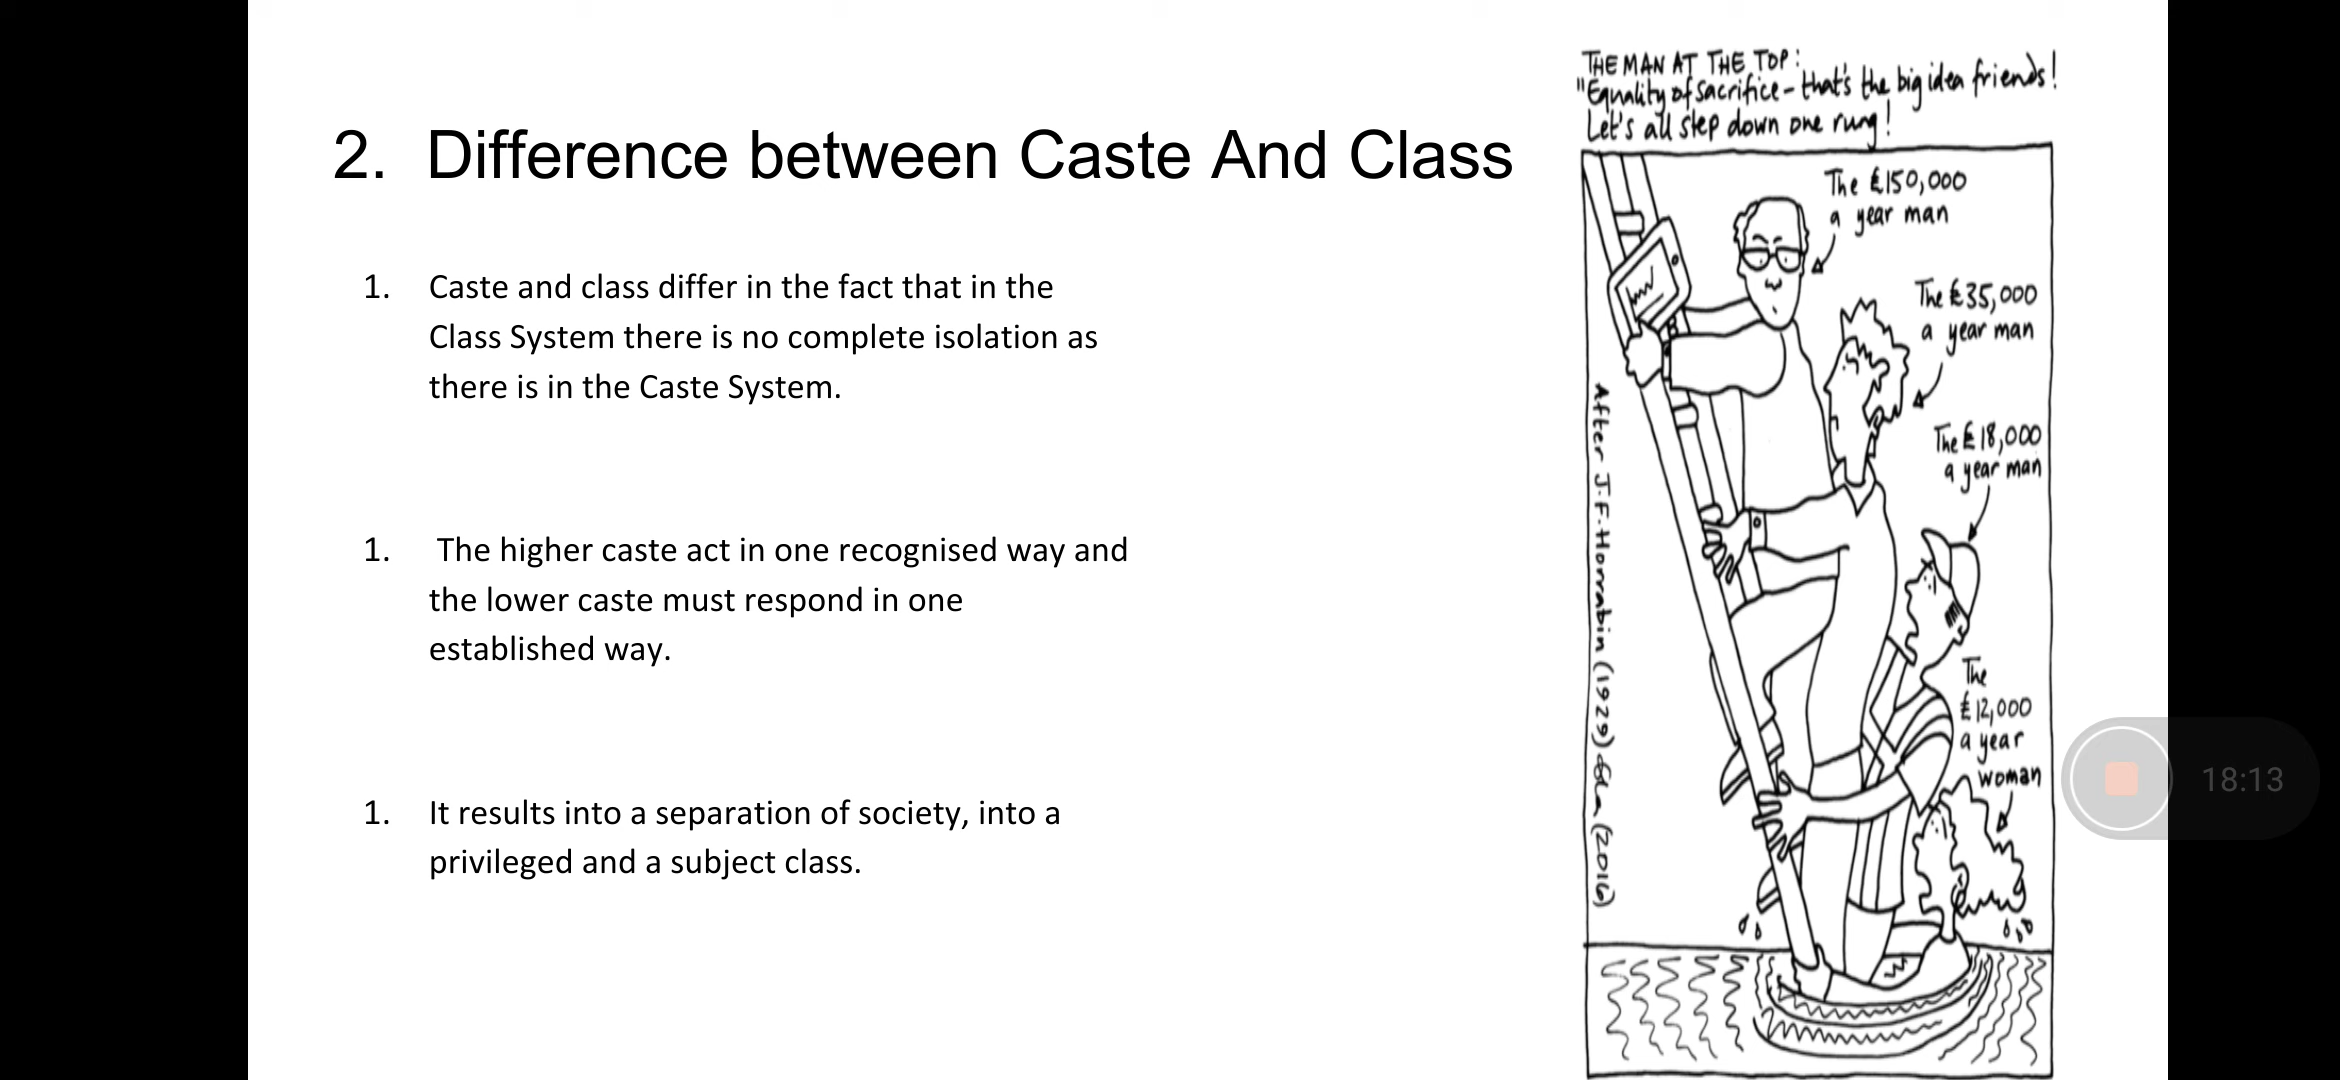 2. Difference between Caste And Class
1. Caste and class differ in the fact that in the
Class System there is no complete isolation as
there is in the Caste System.
1. The higher caste act in one recognised way and
the lower caste must respond in one
established way.
1. It results into a separation of society, into a
privileged and a subject class.
THE MAN AT THE TOP:
"Equality of sacrifice - that's the big idea friends!
Let's all step down one rung!
The £150,000
a year man
The £35,000
a year man
The £18,000
a year man
The
£12,000
a year
woman
After J.F. Horrabin (1929) (2016)
18:13